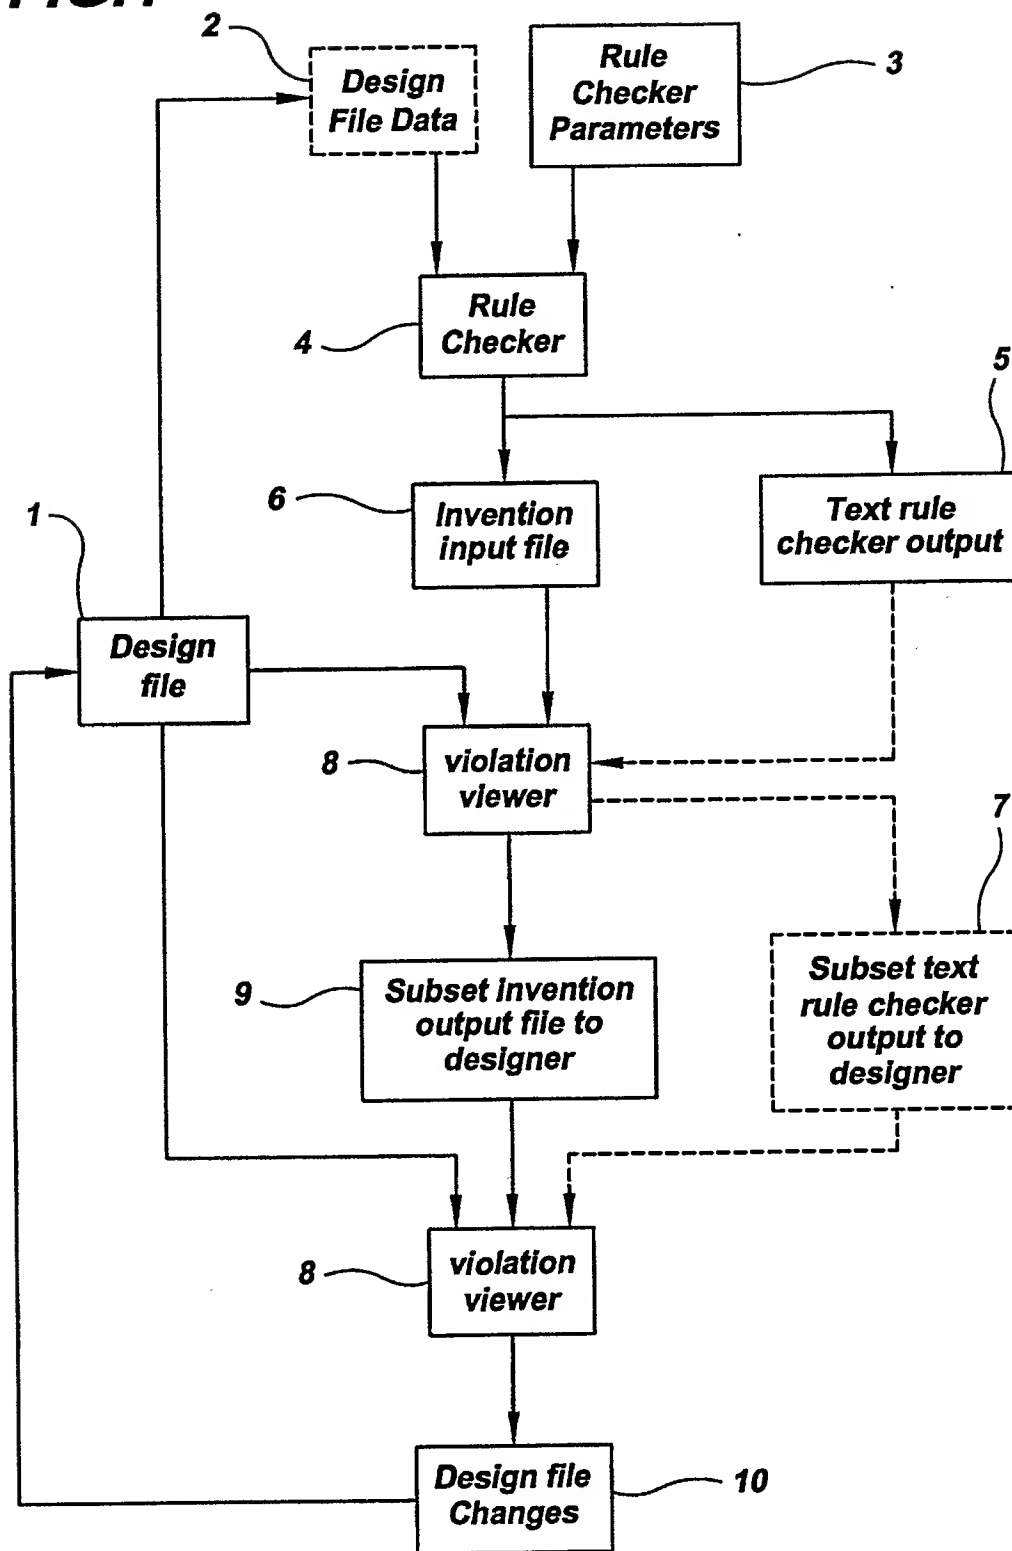 2
Design
File Data
Rule
Checker
Parameters
3
Rule
Checker
4
5
6
Invention
input file
Text rule
checker output
1
Design
file
8
violation
viewer
7
9
Subset invention
output file to
designer
Subset text
rule checker
output to
designer
8
violation
viewer
Design file
Changes
10